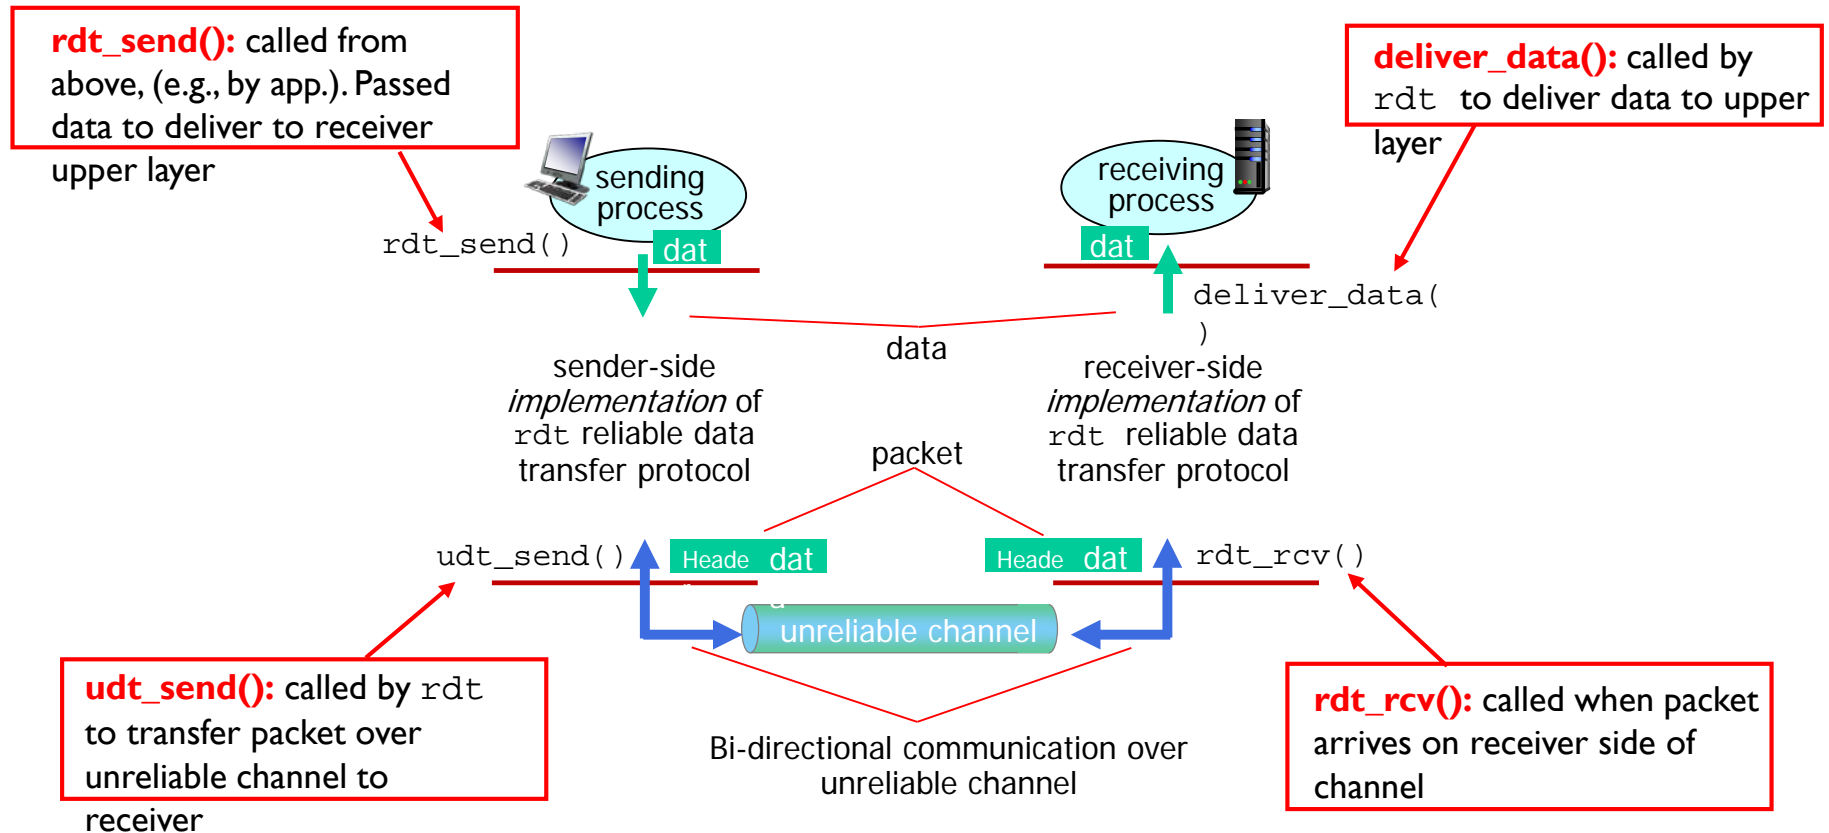 rdt_send(): called from
above, (e.g., by app.). Passed
data to deliver to receiver
upper layer
deliver_data(): called by
rdt to deliver data to upper
layer
sending
process
receiving
process
rdt_send()
dat
dat
deliver_data(
)
data
sender-side
implementation of
rdt reliable data
transfer protocol
receiver-side
implementation of
rdt reliable data
transfer protocol
packet
udt_send()
Heade dat
Heade dat
rdt_rcv()
unreliable channel
udt_send(): called by rdt
to transfer packet over
unreliable channel to
receiver
Bi-directional communication over
unreliable channel
rdt_rcv(): called when packet
arrives on receiver side of
channel